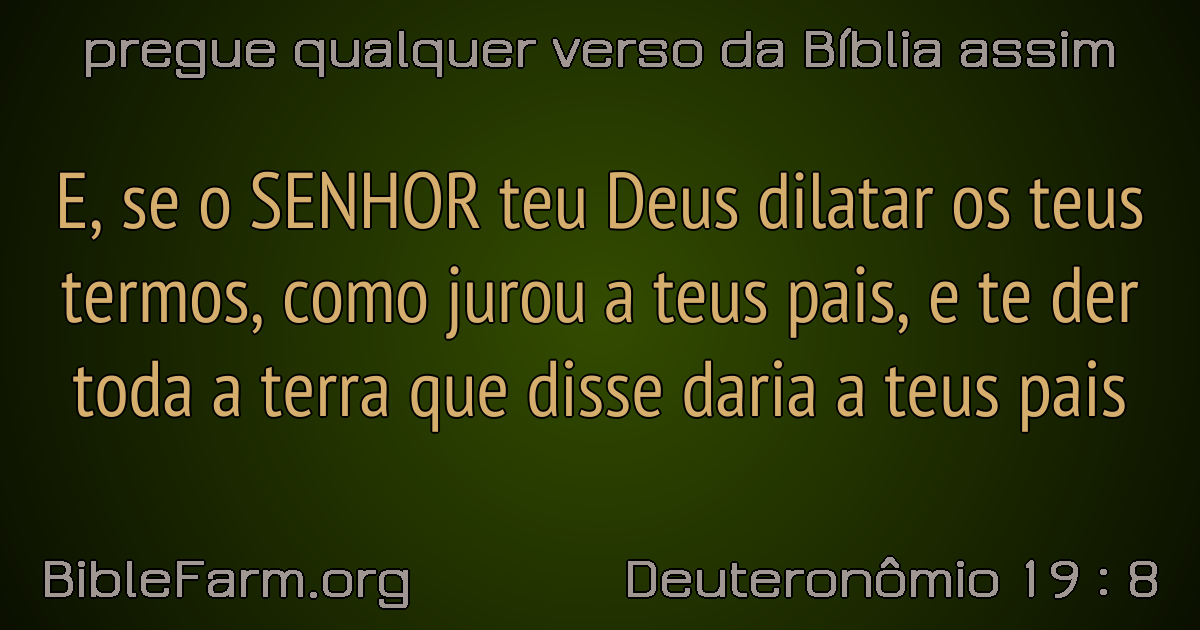 pregue qualquer verso da Bíblia assim
E, se o SENHOR teu Deus dilatar os teus
termos, como jurou a teus pais, e te der
toda a terra que disse daria a teus pais
BibleFarm.org
Deuteronômio 19 : 8